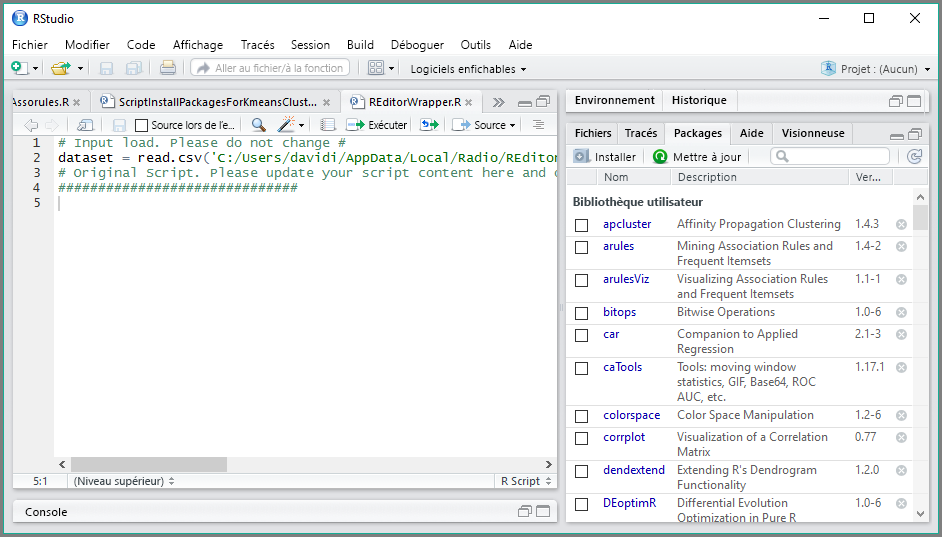 RStudio
Fichier Modifier Code Affichage Tracés Session Build Déboguer Outils Aide
Aller au fichier/à la fonction Logiciels enfichables Projet : (Aucun)
Assorules.R ScriptInstallPackagesForKmeansClust... REditorWrapper.R
Source lors de l'e... Exécuter Source
1 # Input load. Please do not change #
2 dataset = read.csv('C:/Users/davidi/AppData/Local/Radio/REditor
3 # Original Script. Please update your script content here and
4 ##############################
5
5:1 (Niveau supérieur) R Script
Console
Environnement Historique
Fichiers Tracés Packages Aide Visionneuse
Installer Mettre à jour
Nom Description Ver...
Bibliothèque utilisateur
apcluster Affinity Propagation Clustering 1.4.3
arules Mining Association Rules and 1.4-2
Frequent Itemsets
arulesViz Visualizing Association Rules 1.1-1
and Frequent Itemsets
bitops Bitwise Operations 1.0-6
car Companion to Applied 2.1-3
Regression
caTools Tools: moving window 1.17.1
statistics, GIF, Base64, ROC
AUC, etc.
colorspace Color Space Manipulation 1.2-6
corrplot Visualization of a Correlation 0.77
Matrix
dendextend Extending R's Dendrogram 1.2.0
Functionality
DEoptimR Differential Evolution 1.0-6
Optimization in Pure R